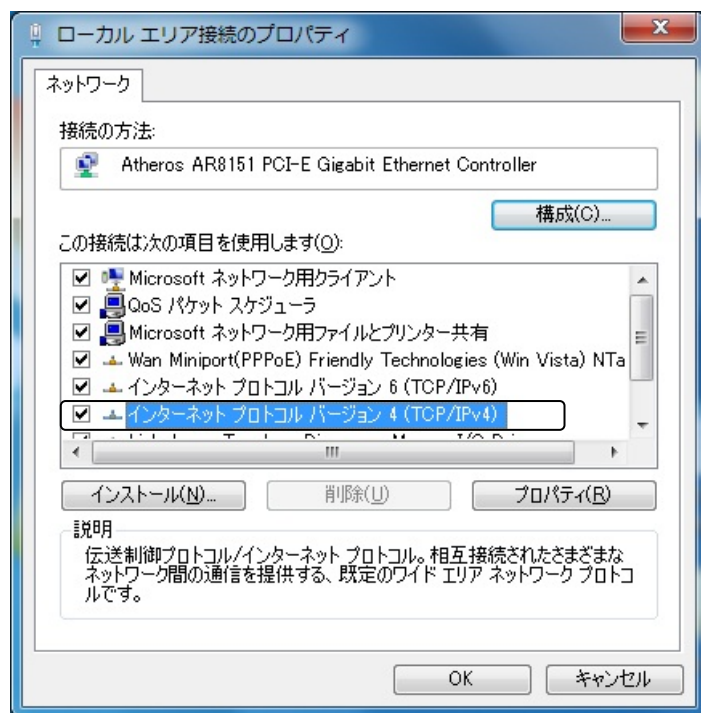 ローカル エリア接続のプロパティ
ネットワーク
接続の方法:
Atheros AR8151 PCI-E Gigabit Ethernet Controller
構成(C)...
この接続は次の項目を使用します(O):
Microsoft ネットワーク用クライアント
QoS パケット スケジューラ
Microsoft ネットワーク用ファイルとプリンター共有
Wan Miniport(PPPoE) Friendly Technologies (Win Vista) NTa
インターネット プロトコル バージョン 6 (TCP/IPv6)
インターネット プロトコル バージョン 4 (TCP/IPv4)
インストール(N)...
削除(U)
プロパティ(R)
説明
伝送制御プロトコル/インターネット プロトコル。相互接続されたさまざまな
ネットワーク間の通信を提供する、既定のワイド エリア ネットワーク プロトコ
ルです。
OK
キャンセル